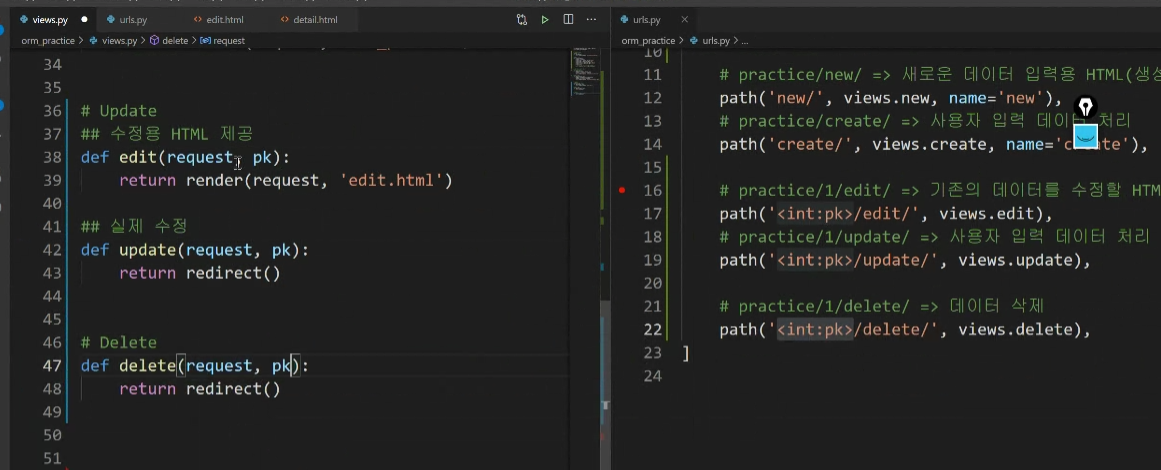 views.py
urls.py
edit.html
detail.html
orm_practice > views.py > delete > request
34
35
36 # Update
37 ## 수정용 HTML 제공
38 def edit(request, pk):
39 return render(request, 'edit.html')
40
41 ## 실제 수정
42 def update(request, pk):
43 return redirect()
44
45
46 # Delete
47 def delete(request, pk):
48 return redirect()
49
50
51
urls.py
orm_practice > urls.py > ...
10
11 # practice/new/ => 새로운 데이터 입력용 HTML(생성
12 path('new/', views.new, name='new'),
13 # practice/create/ => 사용자 입력 데이터 처리
14 path('create/', views.create, name='create'),
15
16 # practice/1/edit/ => 기존의 데이터를 수정할 HTM
17 path('<int:pk>/edit/', views.edit),
18 # practice/1/update/ => 사용자 입력 데이터 처리
19 path('<int:pk>/update/', views.update),
20
21 # practice/1/delete/ => 데이터 삭제
22 path('<int:pk>/delete/', views.delete),
23 ]
24